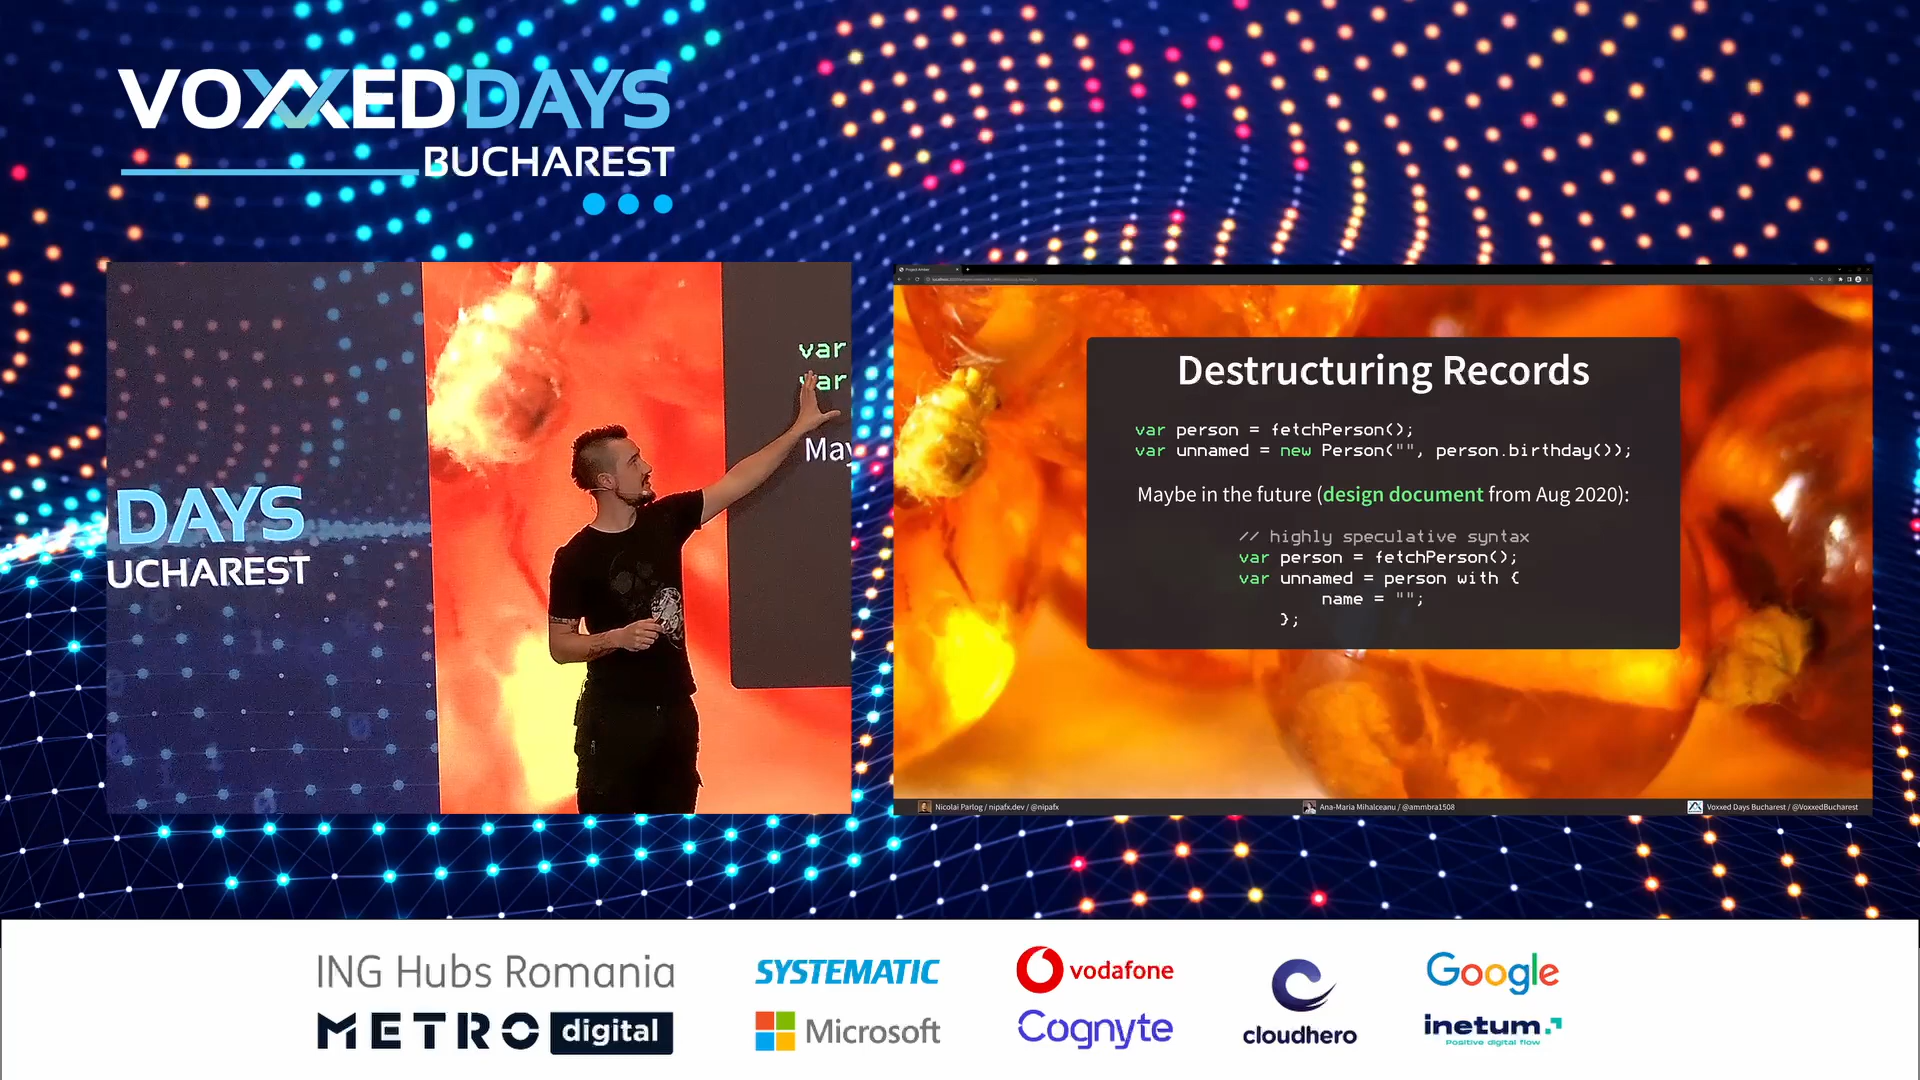 VOXXEDDAYS
BUCHAREST
DAYS
UCHAREST
var
var
May
Project Amber
Destructuring Records
var person = fetchPerson();
var unnamed = new Person("", person.birthday());
Maybe in the future (design document from Aug 2020):
// highly speculative syntax
var person = fetchPerson();
var unnamed = person with {
name = "";
};
Nicolai Parlog / nipafx.dev / @nipafx
Ana-Maria Mihalceanu / @ammbra1508
Voxxed Days Bucharest / @VoxxedBucharest
ING Hubs Romania
SYSTEMATIC
vodafone
Google
METRO digital
Microsoft
Cognyte
cloudhero
inetum.
Positive digital flow